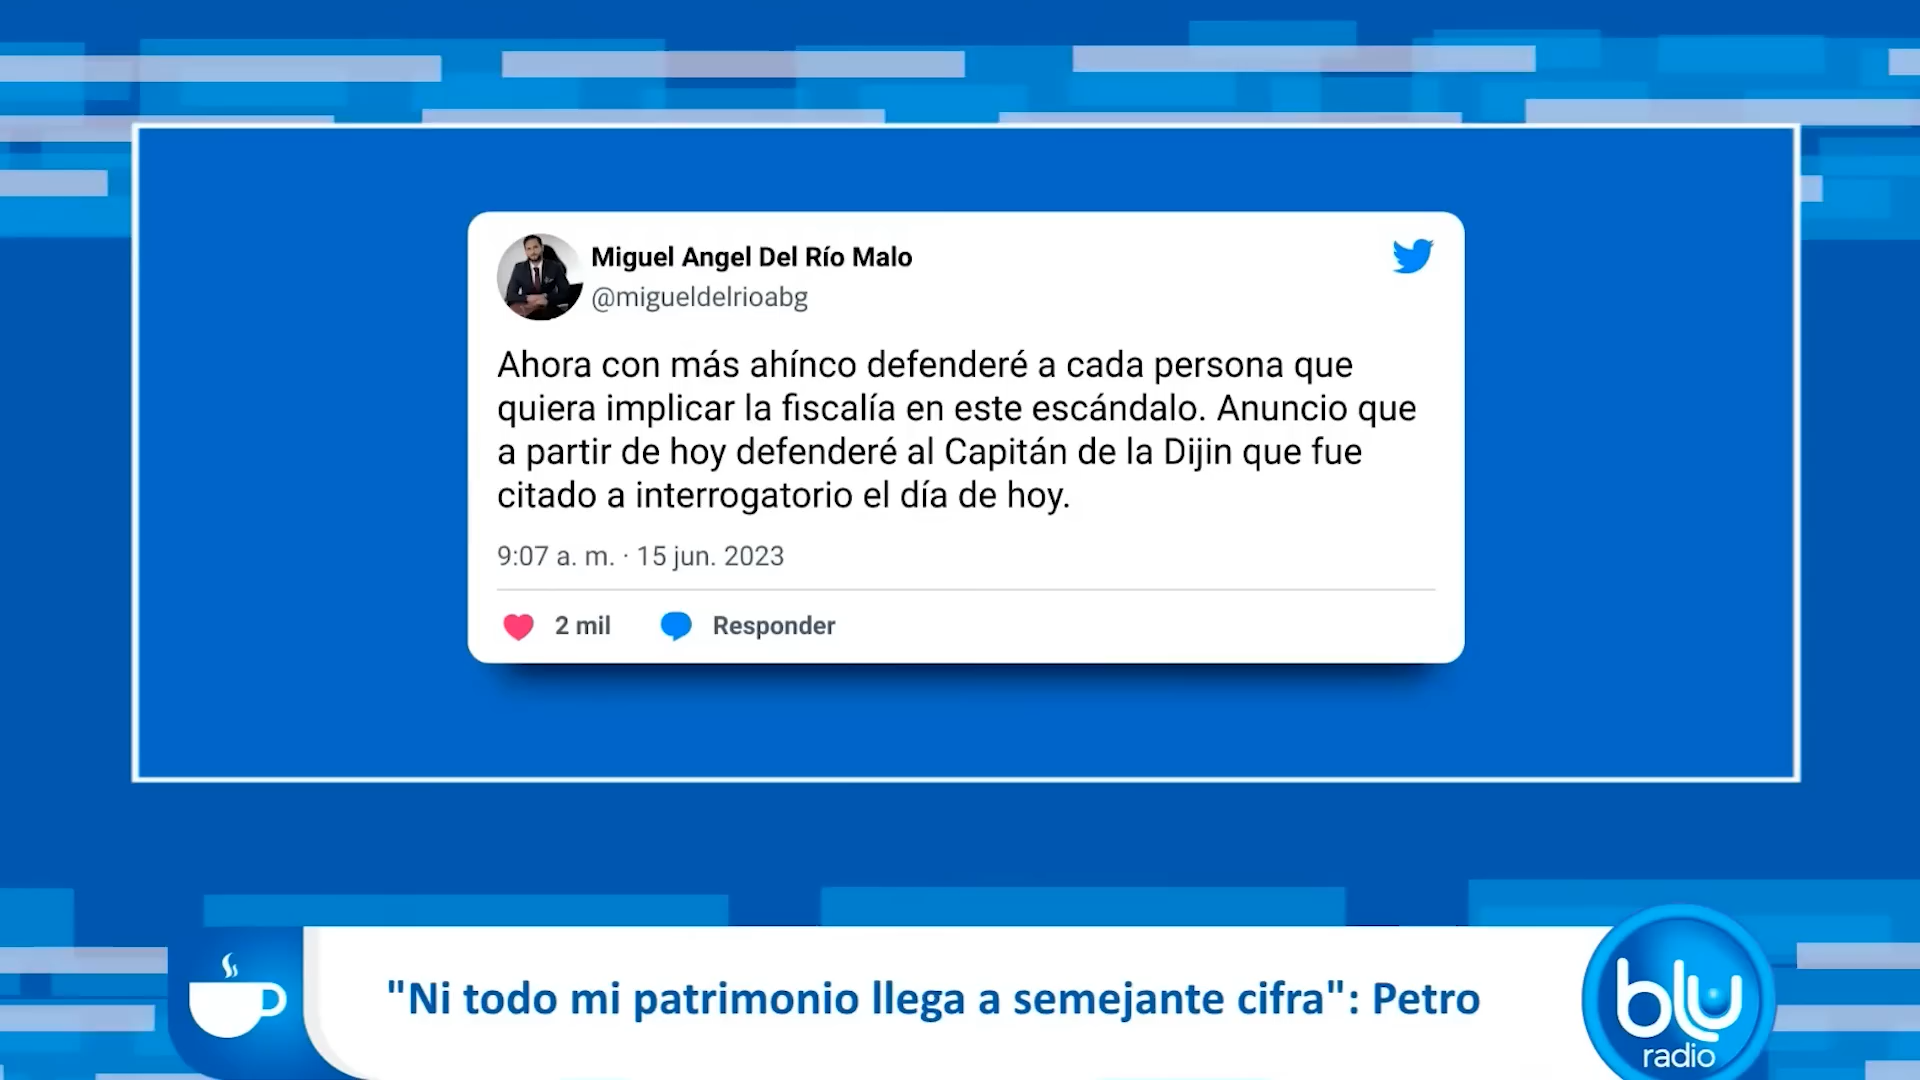 Miguel Angel Del Río Malo
@migueldelrioabg
Ahora con más ahínco defenderé a cada persona que
quiera implicar la fiscalía en este escándalo. Anuncio que
a partir de hoy defenderé al Capitán de la Dijin que fue
citado a interrogatorio el día de hoy.
9:07 a. m. · 15 jun. 2023
2 mil Responder
"Ni todo mi patrimonio llega a semejante cifra": Petro
blu
radio